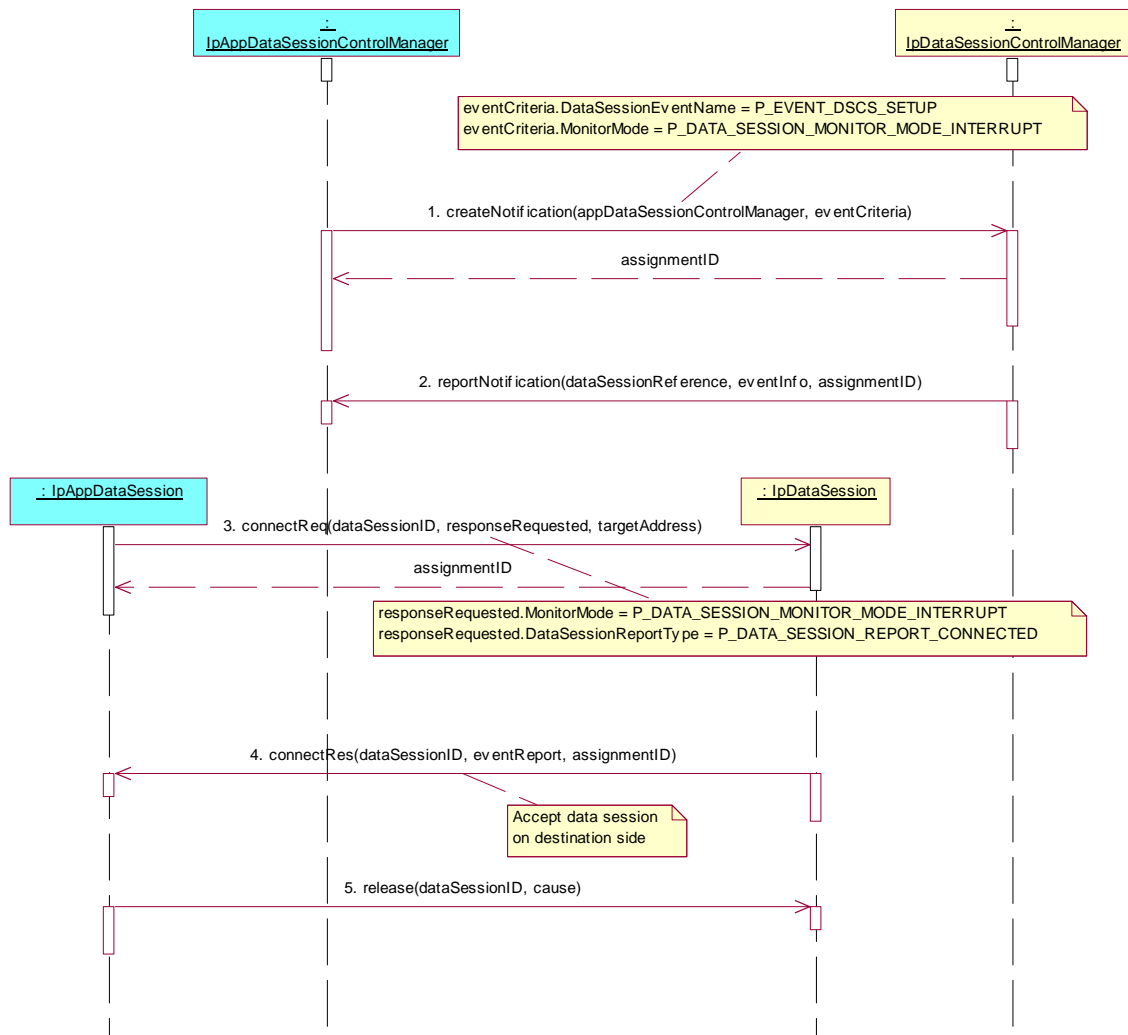 :
IpAppDataSessionControlManager
:
IpDataSessionControlManager
eventCriteria.DataSessionEventName = P_EVENT_DSCS_SETUP
eventCriteria.MonitorMode = P_DATA_SESSION_MONITOR_MODE_INTERRUPT
1. createNotification(appDataSessionControlManager, eventCriteria)
assignmentID
2. reportNotification(dataSessionReference, eventInfo, assignmentID)
: IpAppDataSession
: IpDataSession
3. connectReq(dataSessionID, responseRequested, targetAddress)
assignmentID
responseRequested.MonitorMode = P_DATA_SESSION_MONITOR_MODE_INTERRUPT
responseRequested.DataSessionReportType = P_DATA_SESSION_REPORT_CONNECTED
4. connectRes(dataSessionID, eventReport, assignmentID)
Accept data session
on destination side
5. release(dataSessionID, cause)